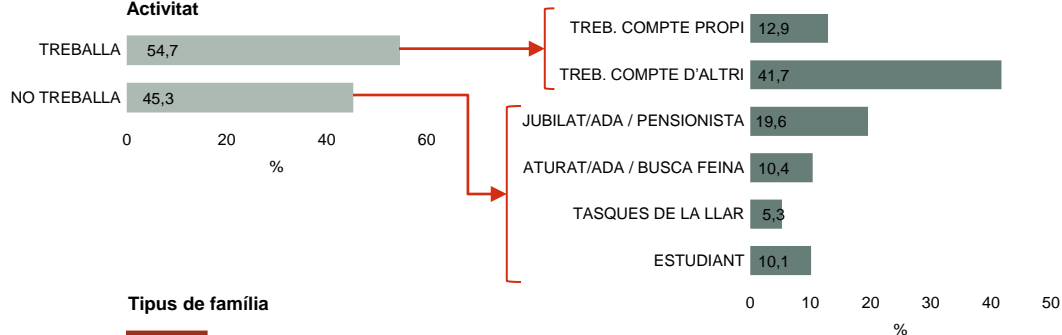 Activitat
TREBALLA 54,7
NO TREBALLA 45,3
0 20 40 60
%
TREB. COMPTE PROPI 12,9
TREB. COMPTE D'ALTRI 41,7
JUBILAT/ADA / PENSIONISTA 19,6
ATURAT/ADA / BUSCA FEINA 10,4
TASQUES DE LA LLAR 5,3
ESTUDIANT 10,1
0 10 20 30 40 50
%
Tipus de família